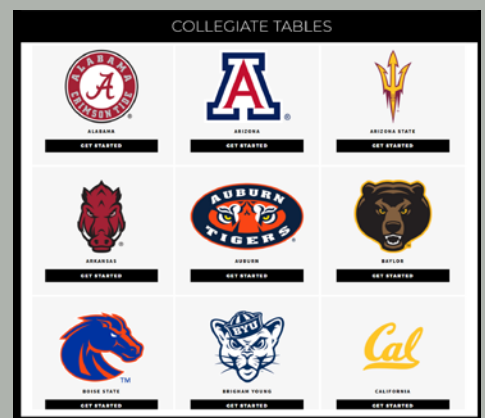 COLLEGIATE TABLES
ALABAMA
CRIMSON TIDE
A
A
ALABAMA ARIZONA ARIZONA STATE
GET STARTED GET STARTED GET STARTED
AUBURN
TIGERS
ARKANSAS AUBURN BAYLOR
GET STARTED GET STARTED GET STARTED
BYU
Cal
TM
BOISE STATE BRIGHAM YOUNG CALIFORNIA
GET STARTED GET STARTED GET STARTED